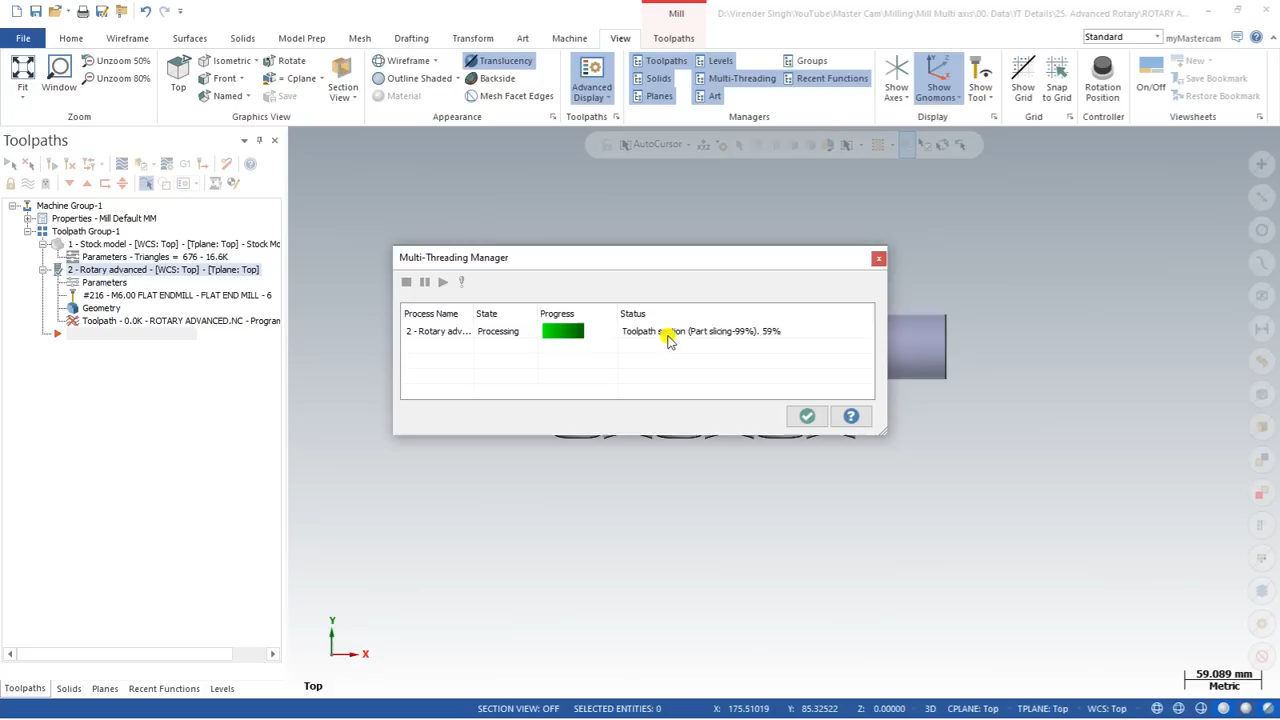 Mill
D:\Virender Singh\YouTube\Master Cam\Milling\Mill Multi axis\00. Data\YT Details\25. Advanced Rotary\ROTARY A...
File Home Wireframe Surfaces Solids Model Prep Mesh Drafting Transform Art Machine View Toolpaths
Standard myMastercam
Fit
Window
Unzoom 50%
Unzoom 80%
Zoom
Top
Isometric
Front
Named
Rotate
= Cplane
Save
Section View
Graphics View
Wireframe
Outline Shaded
Material
Translucency
Backside
Mesh Facet Edges
Appearance
Advanced Display
Toolpaths
Toolpaths
Solids
Planes
Levels
Multi-Threading
Art
Groups
Recent Functions
Managers
Show Axes
Show Gnomons
Show Tool
Display
Show Grid
Snap to Grid
Grid
Rotation Position
Controller
On/Off
New
Save Bookmark
Restore Bookmark
Viewsheets
Toolpaths
AutoCursor
G1
Machine Group-1
Properties - Mill Default MM
Toolpath Group-1
1 - Stock model - [WCS: Top] - [Tplane: Top] - Stock Mo
Parameters - Triangles = 676 - 16.6K
2 - Rotary advanced - [WCS: Top] - [Tplane: Top]
Parameters
#216 - M6.00 FLAT ENDMILL - FLAT END MILL - 6
Geometry
Toolpath - 0.0K - ROTARY ADVANCED.NC - Program
Multi-Threading Manager
Process Name State Progress Status
2 - Rotary adv... Processing Toolpath section (Part slicing-99%). 59%
Y
X
59.089 mm
Metric
Toolpaths Solids Planes Recent Functions Levels
Top
SECTION VIEW: OFF SELECTED ENTITIES: 0 X: 175.51019 Y: 85.32522 Z: 0.00000 3D CPLANE: Top TPLANE: Top WCS: Top